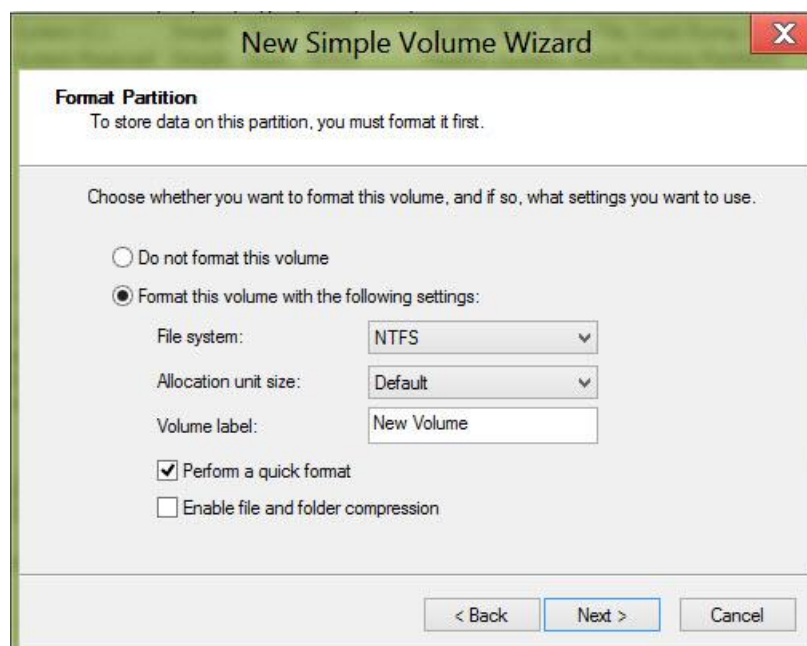 New Simple Volume Wizard
X
Format Partition
To store data on this partition, you must format it first.
Choose whether you want to format this volume, and if so, what settings you want to use.
Do not format this volume
Format this volume with the following settings:
File system: NTFS
Allocation unit size: Default
Volume label: New Volume
Perform a quick format
Enable file and folder compression
< Back Next > Cancel